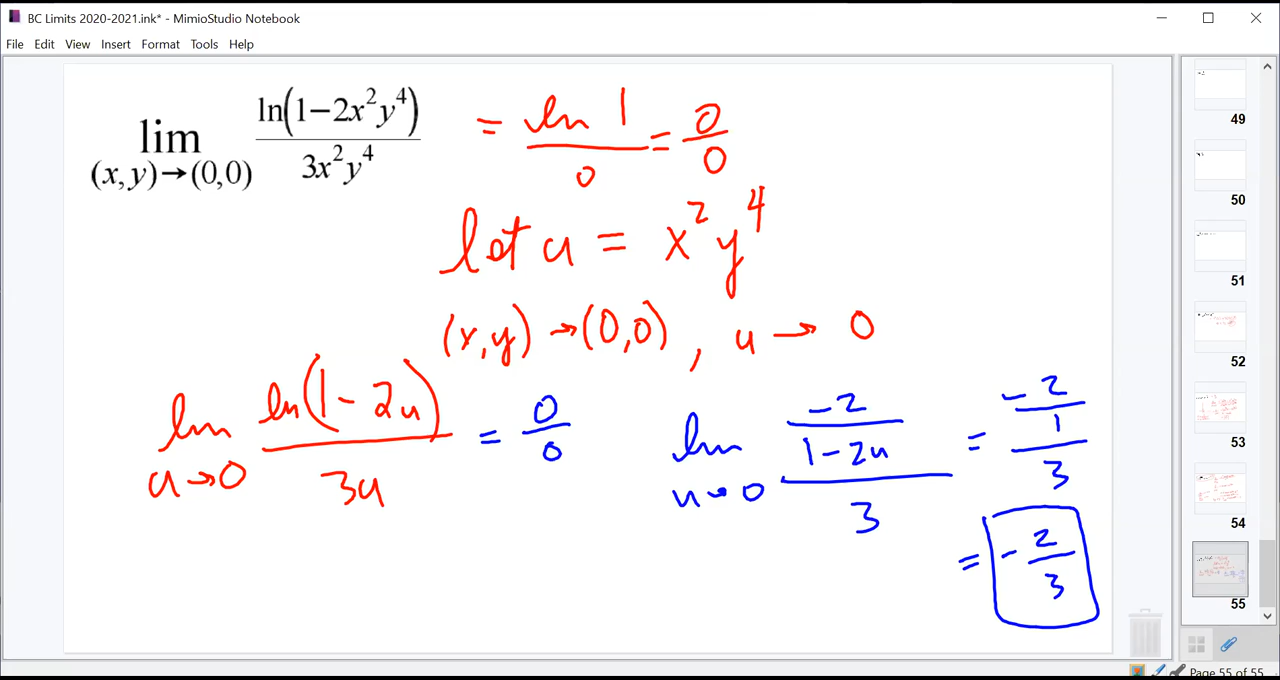 BC Limits 2020-2021.ink* - MimioStudio Notebook
File Edit View Insert Format Tools Help
lim (x,y)→(0,0) ln(1−2x²y⁴) / 3x²y⁴ = ln 1 / 0 = 0/0
let u = x²y⁴
(x,y) → (0,0), u → 0
lim u→0 ln(1-2u) / 3u = 0/0
lim u→0 (-2 / (1-2u)) / 3 = (-2/1) / 3
= -2/3
49
50
51
52
53
54
55
Page 55 of 55